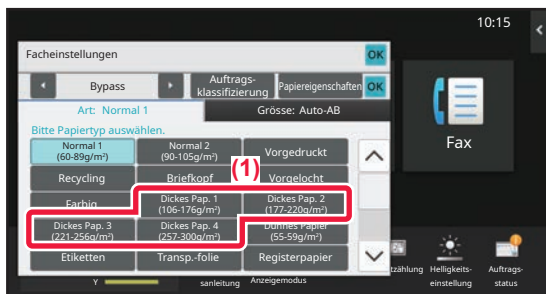 10:15
Facheinstellungen
OK
Bypass
Auftrags-
klassifizierung
Papiereigenschaften
OK
Art: Normal 1
Grösse: Auto-AB
Bitte Papiertyp auswählen.
Normal 1
(60-89g/m²)
Normal 2
(90-105g/m²)
Vorgedruckt
Fax
Recycling
Briefkopf
(1)
Vorgelocht
Farbig
Dickes Pap. 1
(106-176g/m²)
Dickes Pap. 2
(177-220g/m²)
Dickes Pap. 3
(221-256g/m²)
Dickes Pap. 4
(257-300g/m²)
Dünnes Papier
(55-59g/m²)
Etiketten
Transp.-folie
Registerpapier
Y
sanleitung
Anzeigemodus
tzählung
Helligkeits-
einstellung
Auftrags-
status